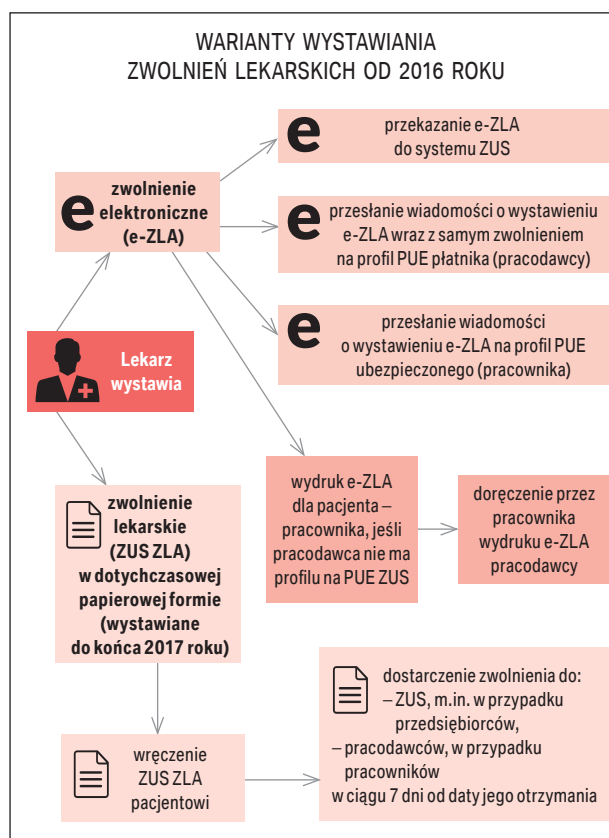 WARIANTY WYSTAWIANIA
ZWOLNIEŃ LEKARSKICH OD 2016 ROKU
e
przekazanie e-ZLA
do systemu ZUS
e
zwolnienie
elektroniczne
(e-ZLA)
e
przesłanie wiadomości o wystawieniu
e-ZLA wraz z samym zwolnieniem
na profil PUE płatnika (pracodawcy)
e
przesłanie wiadomości
o wystawieniu e-ZLA na profil PUE
ubezpieczonego (pracownika)
Lekarz
wystawia
wydruk e-ZLA
dla pacjenta –
pracownika, jeśli
pracodawca nie ma
profilu na PUE ZUS
doręczenie przez
pracownika
wydruku e-ZLA
pracodawcy
zwolnienie
lekarskie
(ZUS ZLA)
w dotychczasowej
papierowej formie
(wystawiane
do końca 2017 roku)
wręczenie
ZUS ZLA
pacjentowi
dostarczenie zwolnienia do:
– ZUS, m.in. w przypadku
przedsiębiorców,
– pracodawców, w przypadku
pracowników
w ciągu 7 dni od daty jego otrzymania